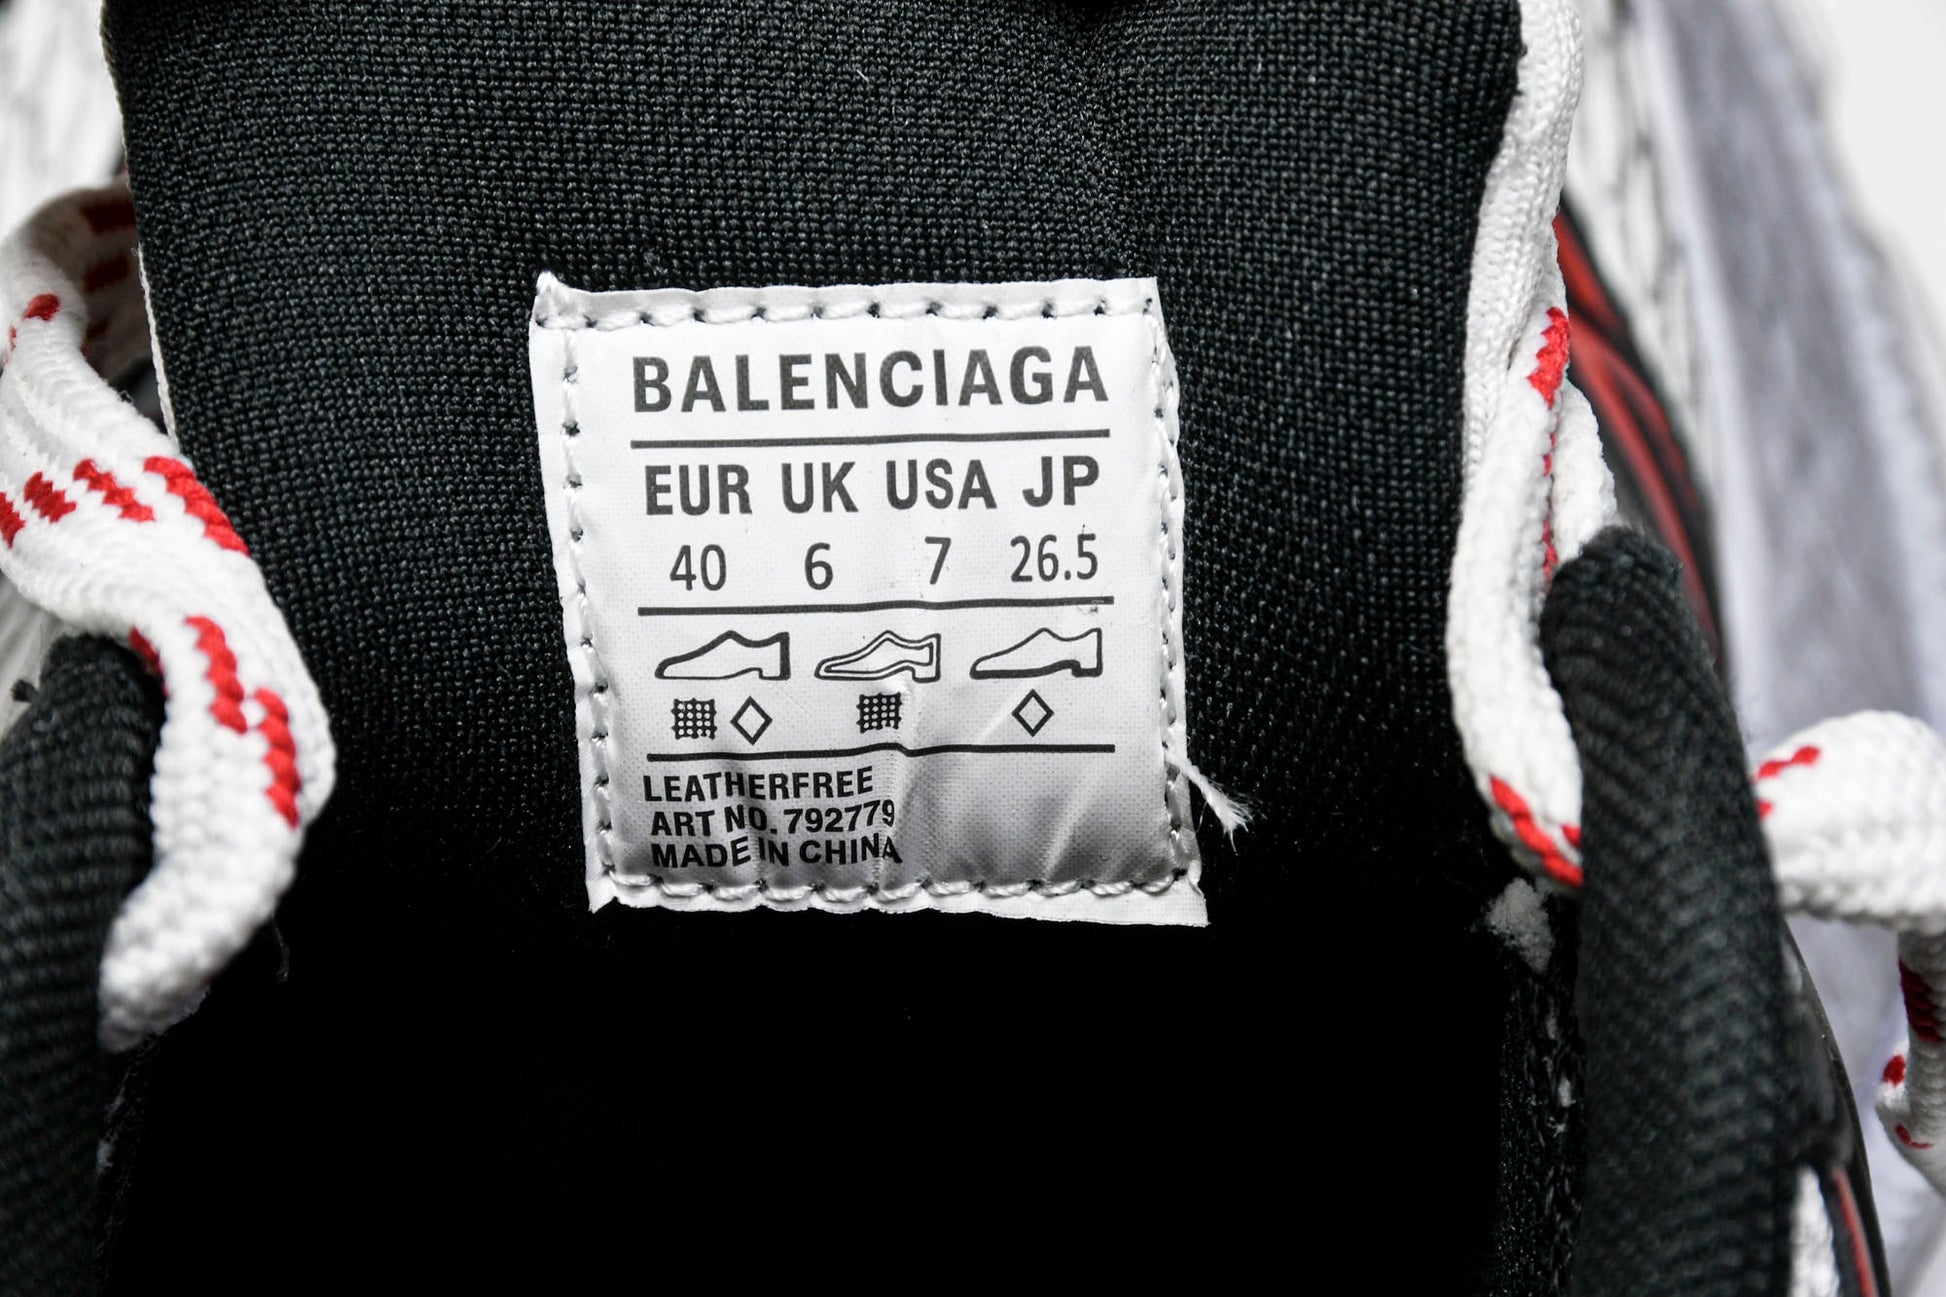 BALENCIAGA
EUR UK USA JP
40 6 7 26.5
LEATHERFREE
ART NO. 792779
MADE IN CHINA